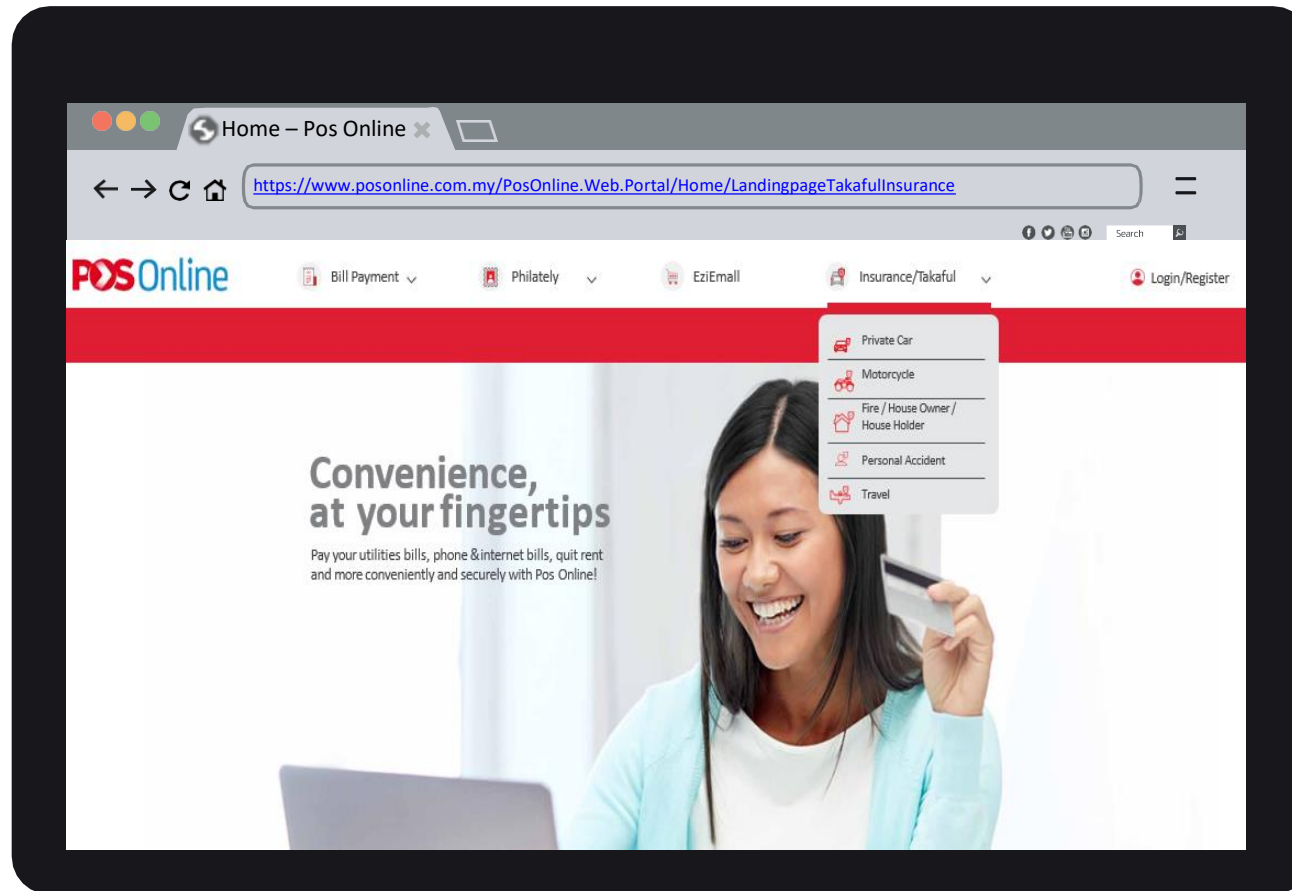 Home – Pos Online
https://www.posonline.com.my/PosOnline.Web.Portal/Home/LandingpageTakafulInsurance
Search
POS Online
Bill Payment
Philately
EziEmall
Insurance/Takaful
Login/Register
Private Car
Motorcycle
Fire / House Owner /
House Holder
Personal Accident
Travel
Convenience,
at your fingertips
Pay your utilities bills, phone &internet bills, quit rent
and more conveniently and securely with Pos Online!